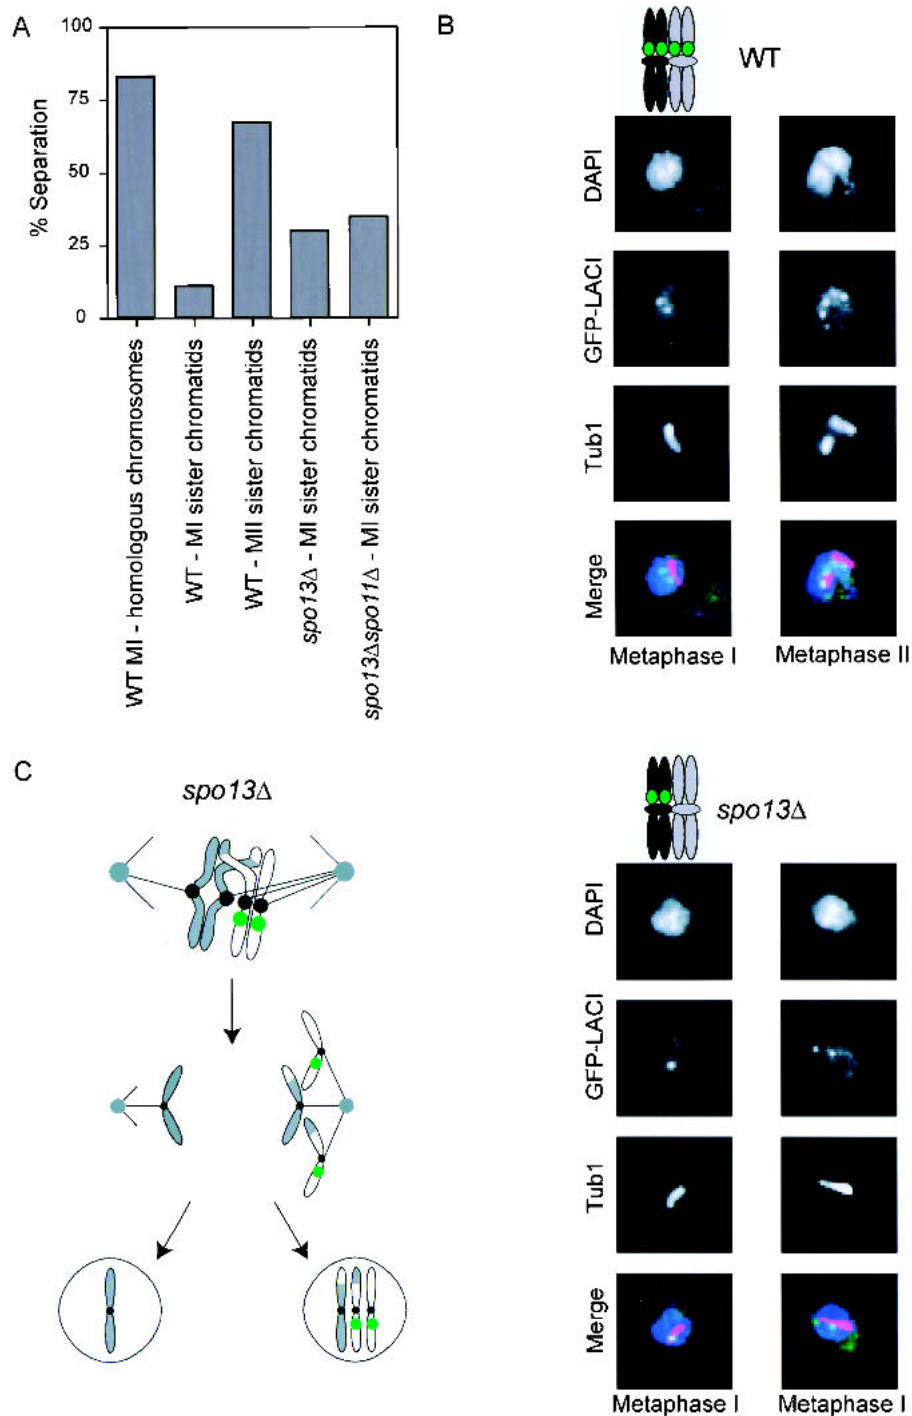 A
100
75
50
25
0
% Separation
WT MI - homologous chromosomes
WT - MI sister chromatids
WT - MII sister chromatids
spo13Δ - MI sister chromatids
spo13Δspo11Δ - MI sister chromatids
B
WT
DAPI
GFP-LACI
Tub1
Merge
Metaphase I
Metaphase II
C
spo13Δ
spo13Δ
DAPI
GFP-LACI
Tub1
Merge
Metaphase I
Metaphase I